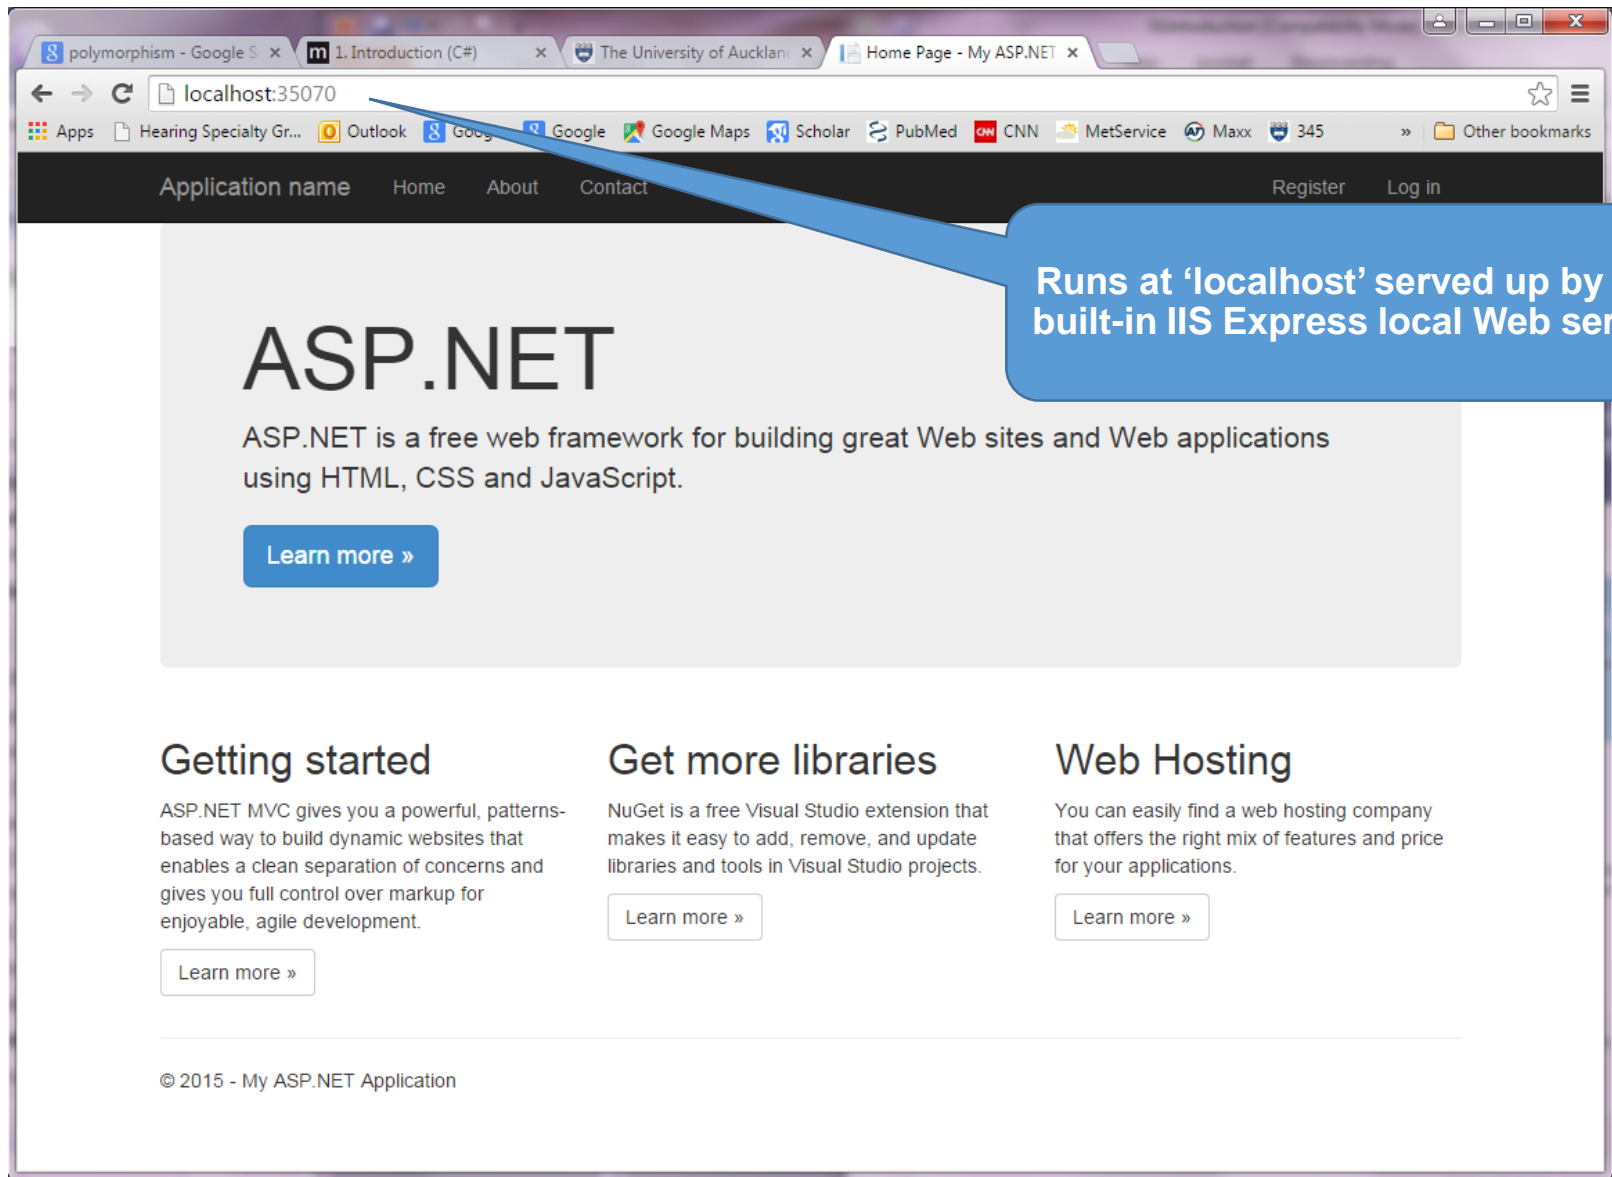 polymorphism - Google S
1. Introduction (C#)
The University of Aucklan
Home Page - My ASP.NET
localhost:35070
Apps Hearing Specialty Gr... Outlook Google Google Maps Scholar PubMed CNN MetService Maxx 345 » Other bookmarks
Application name Home About Contact Register Log in
Runs at ‘localhost’ served up by
built-in IIS Express local Web ser
ASP.NET
ASP.NET is a free web framework for building great Web sites and Web applications
using HTML, CSS and JavaScript.
Learn more »
Getting started
ASP.NET MVC gives you a powerful, patterns-
based way to build dynamic websites that
enables a clean separation of concerns and
gives you full control over markup for
enjoyable, agile development.
Learn more »
Get more libraries
NuGet is a free Visual Studio extension that
makes it easy to add, remove, and update
libraries and tools in Visual Studio projects.
Learn more »
Web Hosting
You can easily find a web hosting company
that offers the right mix of features and price
for your applications.
Learn more »
© 2015 - My ASP.NET Application